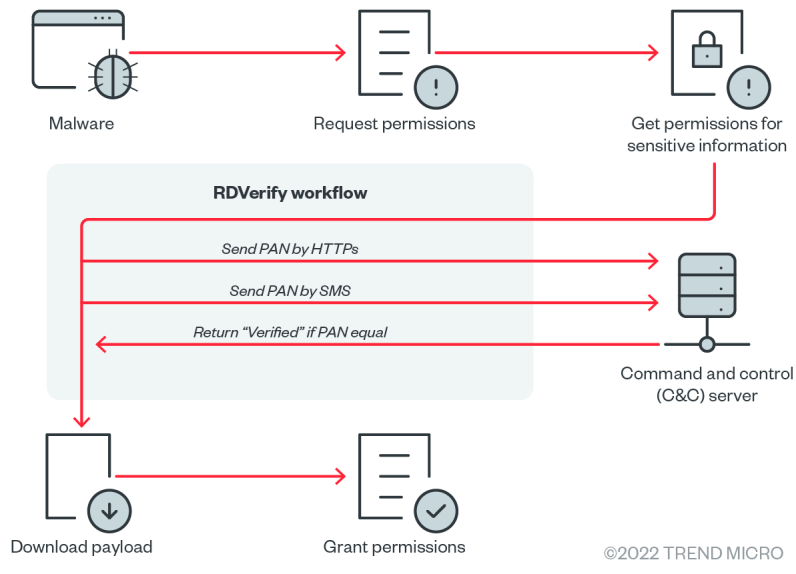 Malware
Request permissions
Get permissions for
sensitive information
RDVerify workflow
Send PAN by HTTPs
Send PAN by SMS
Return “Verified” if PAN equal
Command and control
(C&C) server
Download payload
Grant permissions
©2022 TREND MICRO